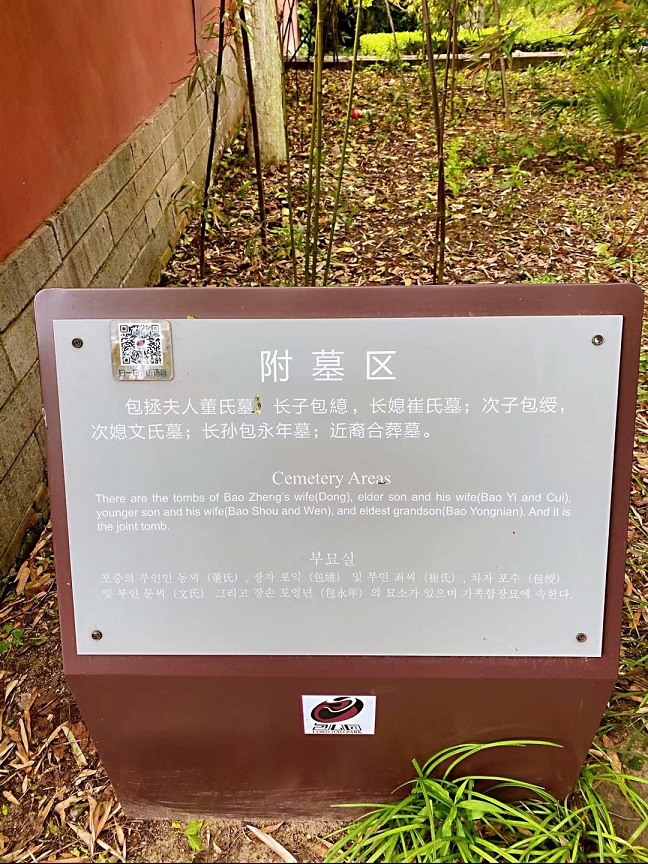 附墓区
包拯夫人董氏墓；长子包繶，长媳崔氏墓；次子包绶，
次媳文氏墓；长孙包永年墓；近裔合葬墓。
Cemetery Areas
There are the tombs of Bao Zheng's wife(Dong), elder son and his wife(Bao Yi and Cui),
younger son and his wife(Bao Shou and Wen), and eldest grandson(Bao Yongnian). And it is
the joint tomb.
부묘실
포증의 부인인 동씨（董氏）, 장자 포익（包繶） 및 부인 최씨（崔氏）, 차자 포수（包绶）
및 부인 문씨（文氏） 그리고 장손 포영년（包永年）의 묘소가 있으며 가족합장묘에 속한다.
包公园
LORD BAO PARK